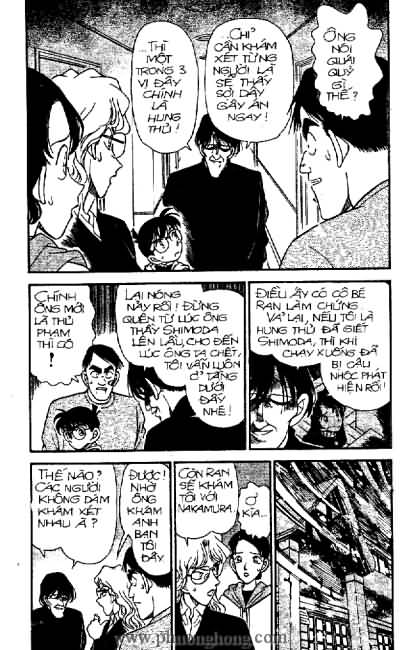 ÔNG
NÓI
QUÁI
QUỶ
GÌ
THẾ?
CHỈ
CẦN KHÁM
XÉT TỪNG
NGƯỜI LÀ
SẼ THẤY
SỢI DÂY
GÂY ÁN
NGAY!
THÌ
MỘT
TRONG 3
VỊ ĐÂY
CHÍNH
LÀ
HUNG
THỦ!
ĐIỀU ẤY CÓ CÔ BÉ
RAN LÀM CHỨNG
VẢ LẠI, NẾU TÔI LÀ
HUNG THỦ ĐÃ GIẾT
SHIMODA, THÌ KHI
CHẠY XUỐNG ĐÃ
BỊ CẬU
NHÓC PHÁT
HIỆN RỒI!
LẠI NÓNG
NẢY RỒI! ĐỪNG
QUÊN TỪ LÚC ÔNG
THẤY SHIMODA
LÊN LẦU, CHO ĐẾN
LÚC ÔNG TA CHẾT,
TÔI VẪN LUÔN
Ở TẦNG
DƯỚI
ĐÂY
NHÉ!
CHÍNH
ÔNG MỚI
LÀ THỦ
PHẠM
THÌ CÓ
!
Ơ
KÌA...
CÒN RAN
SẼ KHÁM
TÔI VỚI
NAKAMURA.
ĐƯỢC!
NHỜ
ÔNG
KHÁM
ANH
BẠN
TÔI
ĐÂY
THẾ NÀO?
CÁC NGƯỜI
KHÔNG DÁM
KHÁM XÉT
NHAU À?
www.phuonghong.com